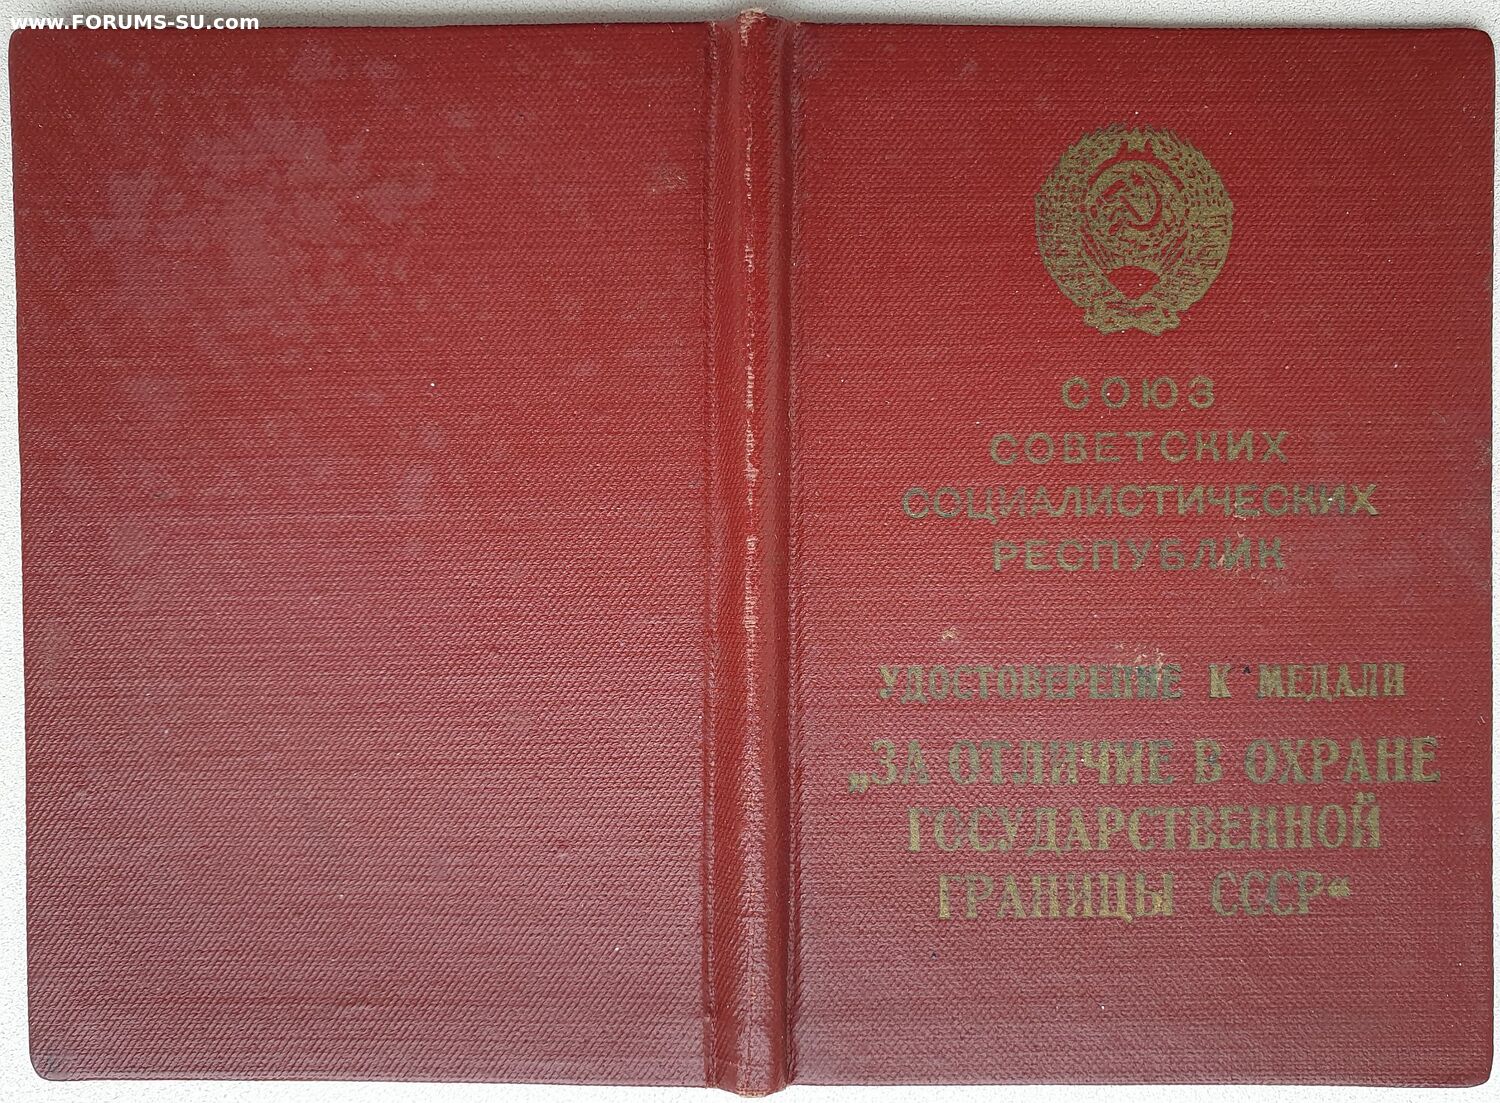 www.FORUMS-SU.com
СОЮЗ
СОВЕТСКИХ
СОЦИАЛИСТИЧЕСКИХ
РЕСПУБЛИК
УДОСТОВЕРЕНИЕ К МЕДАЛИ
„ЗА ОТЛИЧИЕ В ОХРАНЕ
ГОСУДАРСТВЕННОЙ
ГРАНИЦЫ СССР“